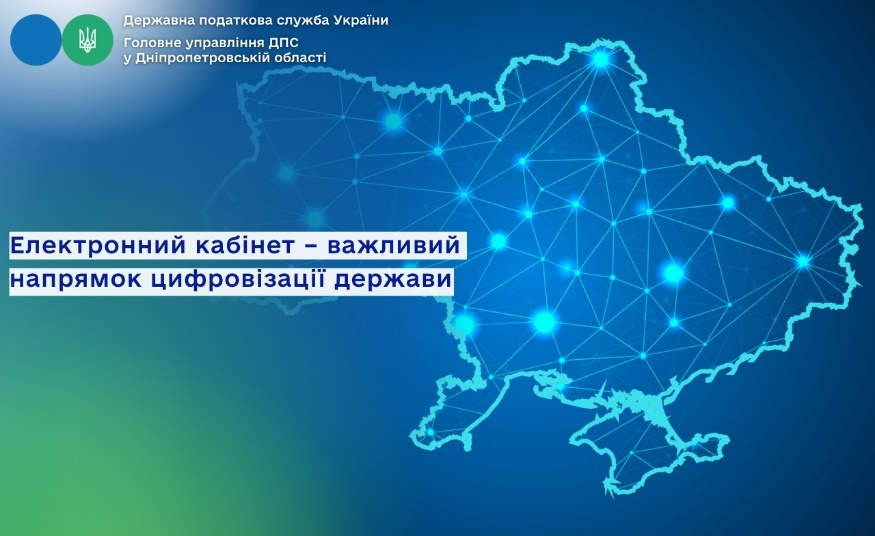 Державна податкова служба України
Головне управління ДПС
у Дніпропетровській області
Електронний кабінет – важливий
напрямок цифровізації держави